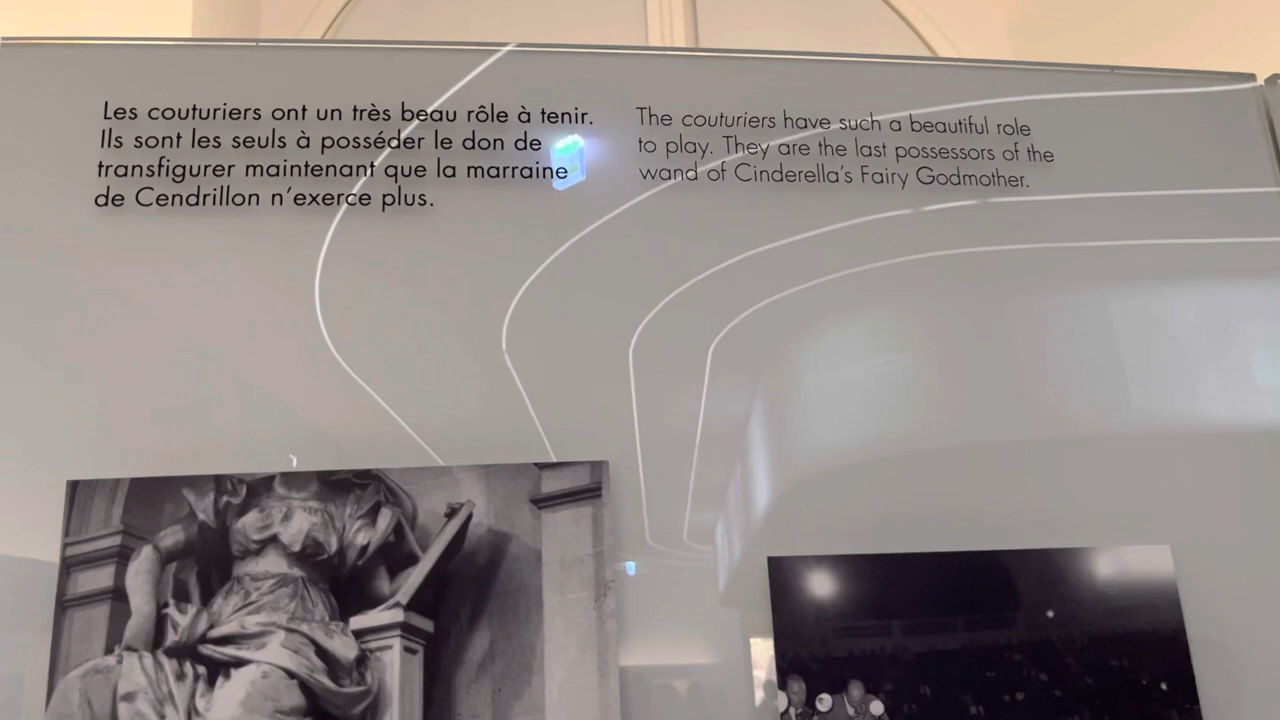 Les couturiers ont un très beau rôle à tenir.
Ils sont les seuls à posséder le don de
transfigurer maintenant que la marraine
de Cendrillon n'exerce plus.
The couturiers have such a beautiful role
to play. They are the last possessors of the
wand of Cinderella's Fairy Godmother.